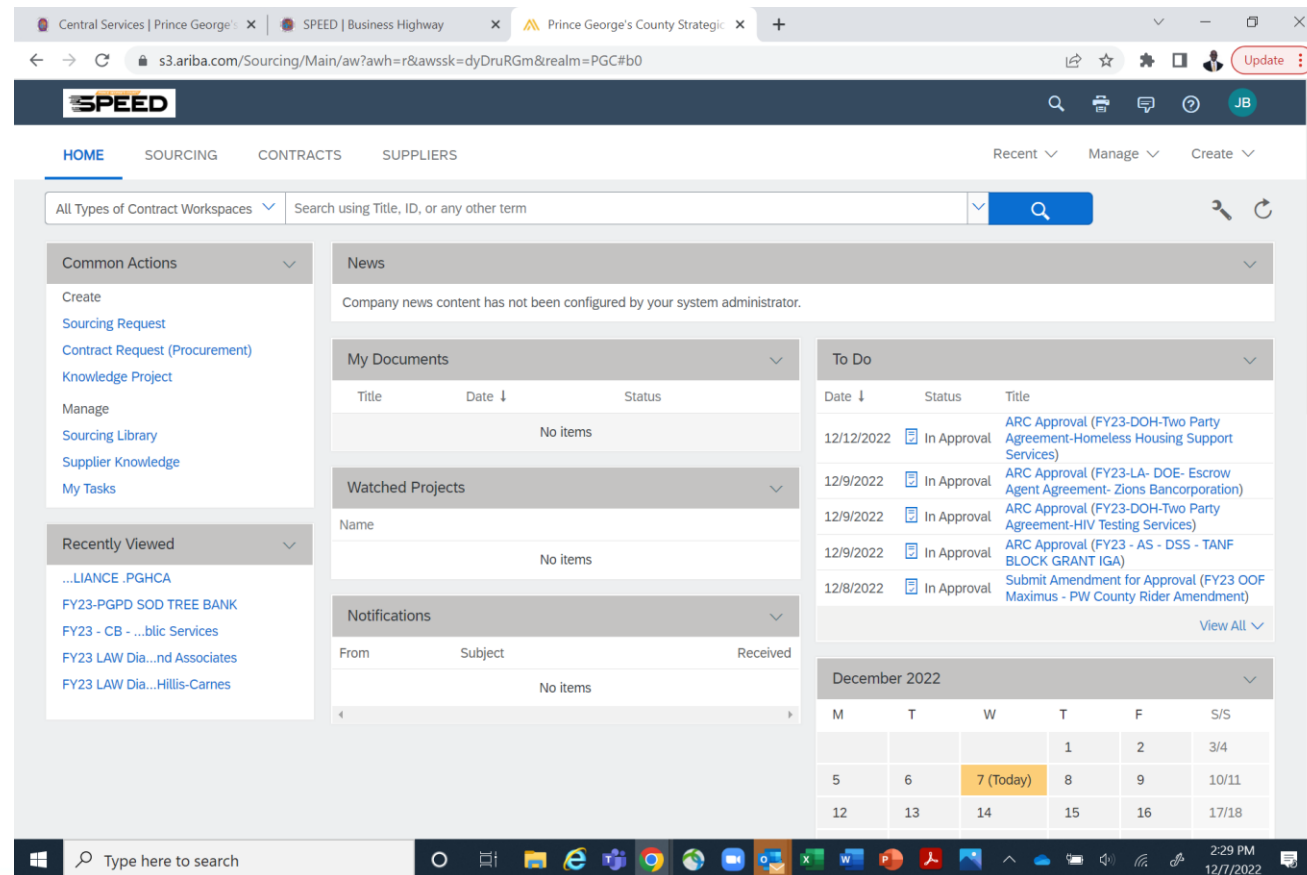 Central Services | Prince George's
SPEED | Business Highway
Prince George's County Strategic
s3.ariba.com/Sourcing/Main/aw?awh=r&awssk=dyDruRGm&realm=PGC#b0
Update
SPEED
JB
HOME SOURCING CONTRACTS SUPPLIERS
Recent Manage Create
All Types of Contract Workspaces
Search using Title, ID, or any other term
Common Actions
Create
Sourcing Request
Contract Request (Procurement)
Knowledge Project
Manage
Sourcing Library
Supplier Knowledge
My Tasks
Recently Viewed
...LIANCE .PGHCA
FY23-PGPD SOD TREE BANK
FY23 - CB - ...blic Services
FY23 LAW Dia...nd Associates
FY23 LAW Dia...Hillis-Carnes
News
Company news content has not been configured by your system administrator.
My Documents
Title Date ↓ Status
No items
Watched Projects
Name
No items
Notifications
From Subject Received
No items
To Do
Date ↓ Status Title
12/12/2022 In Approval ARC Approval (FY23-DOH-Two Party
Agreement-Homeless Housing Support
Services)
12/9/2022 In Approval ARC Approval (FY23-LA- DOE- Escrow
Agent Agreement- Zions Bancorporation)
12/9/2022 In Approval ARC Approval (FY23-DOH-Two Party
Agreement-HIV Testing Services)
12/9/2022 In Approval ARC Approval (FY23 - AS - DSS - TANF
BLOCK GRANT IGA)
12/8/2022 In Approval Submit Amendment for Approval (FY23 OOF
Maximus - PW County Rider Amendment)
View All
December 2022
M T W T F S/S
1 2 3/4
5 6 7 (Today) 8 9 10/11
12 13 14 15 16 17/18
Type here to search
2:29 PM
12/7/2022